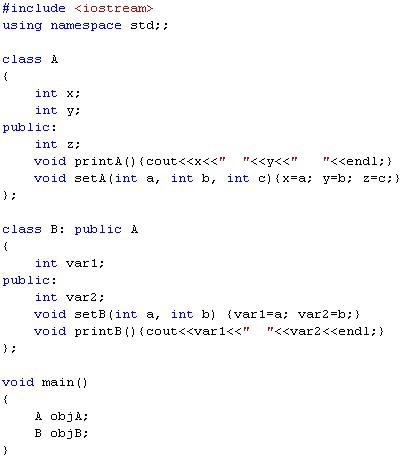 #include <iostream>
using namespace std;;
class A
{
int x;
int y;
public:
int z;
void printA(){cout<<x<<"  "<<y<<"   "<<endl;}
void setA(int a, int b, int c){x=a; y=b; z=c;}
};
class B: public A
{
int var1;
public:
int var2;
void setB(int a, int b) {var1=a; var2=b;}
void printB(){cout<<var1<<"  "<<var2<<endl;}
};
void main()
{
A objA;
B objB;
}